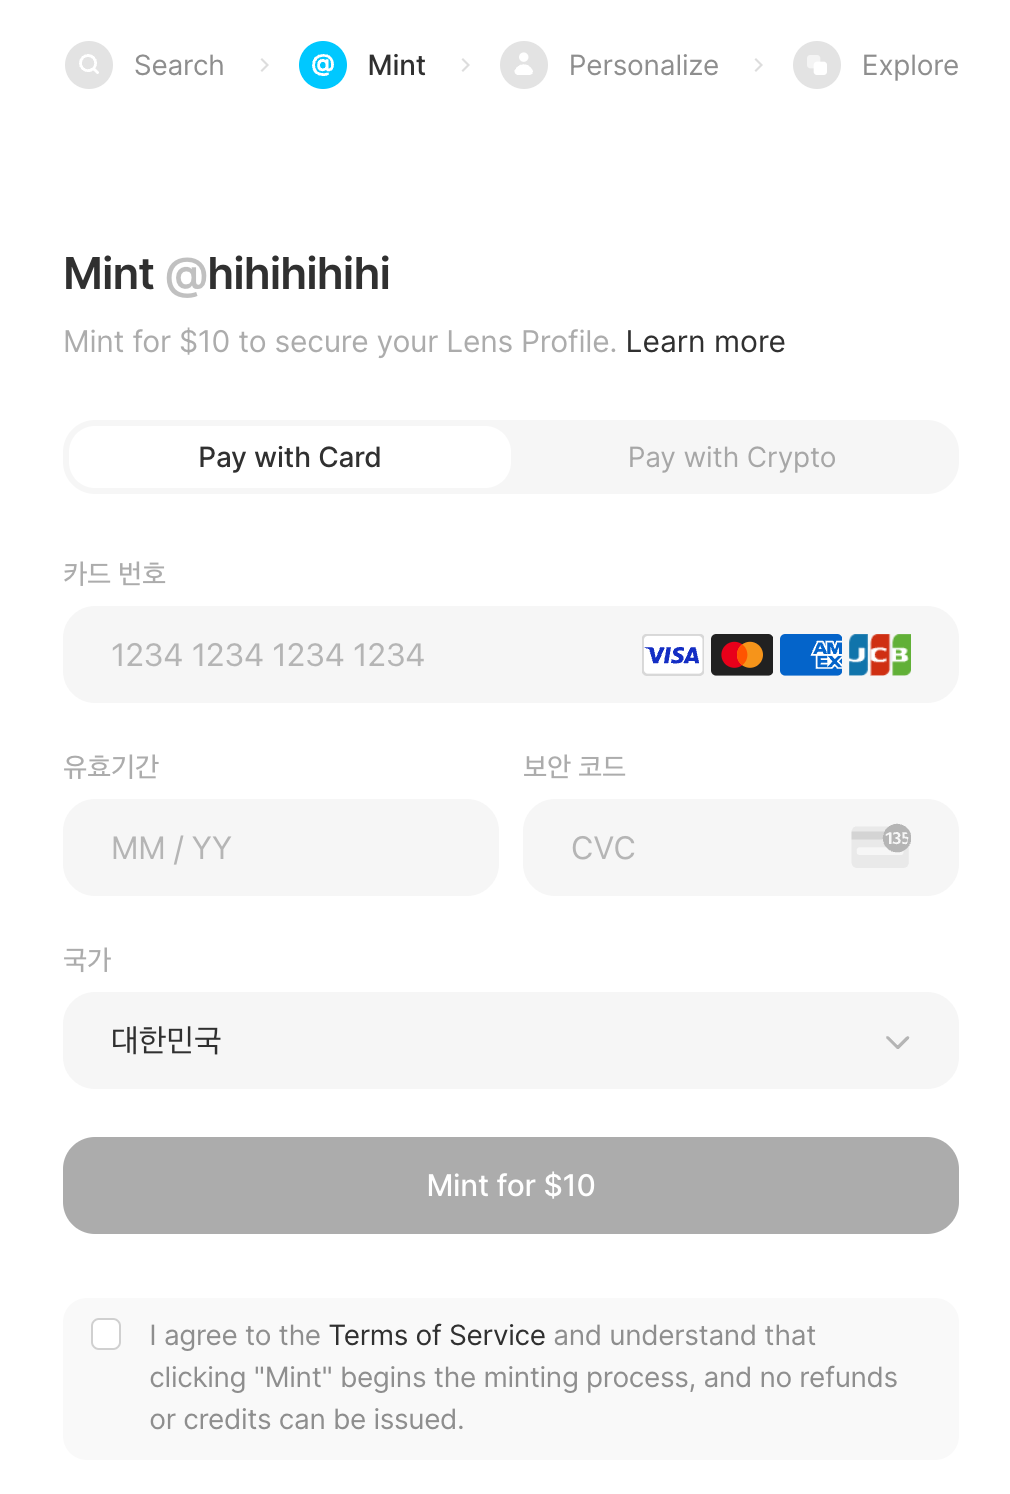 Search > @ Mint > Personalize > Explore
Mint @hihihihihi
Mint for $10 to secure your Lens Profile. Learn more
Pay with Card Pay with Crypto
카드 번호
1234 1234 1234 1234 VISA AM EX JCB
유효기간 보안 코드
MM / YY CVC 135
국가
대한민국
Mint for $10
I agree to the Terms of Service and understand that
clicking "Mint" begins the minting process, and no refunds
or credits can be issued.